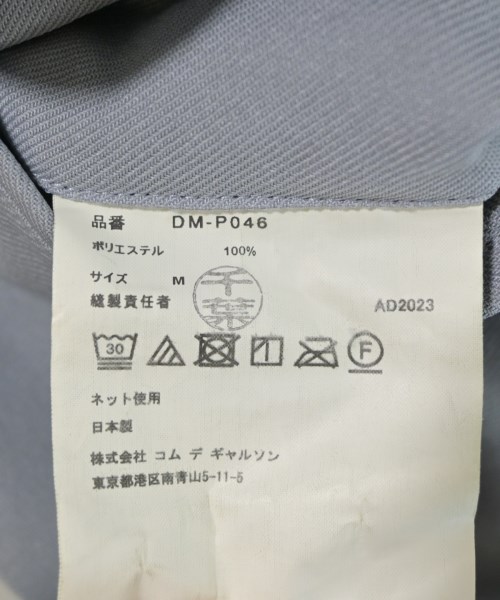 品番 DM-P046
ポリエステル 100%
サイズ M
千葉
縫製責任者
AD2023
30 F
ネット使用
日本製
株式会社 コム デ ギャルソン
東京都港区南青山5-11-5